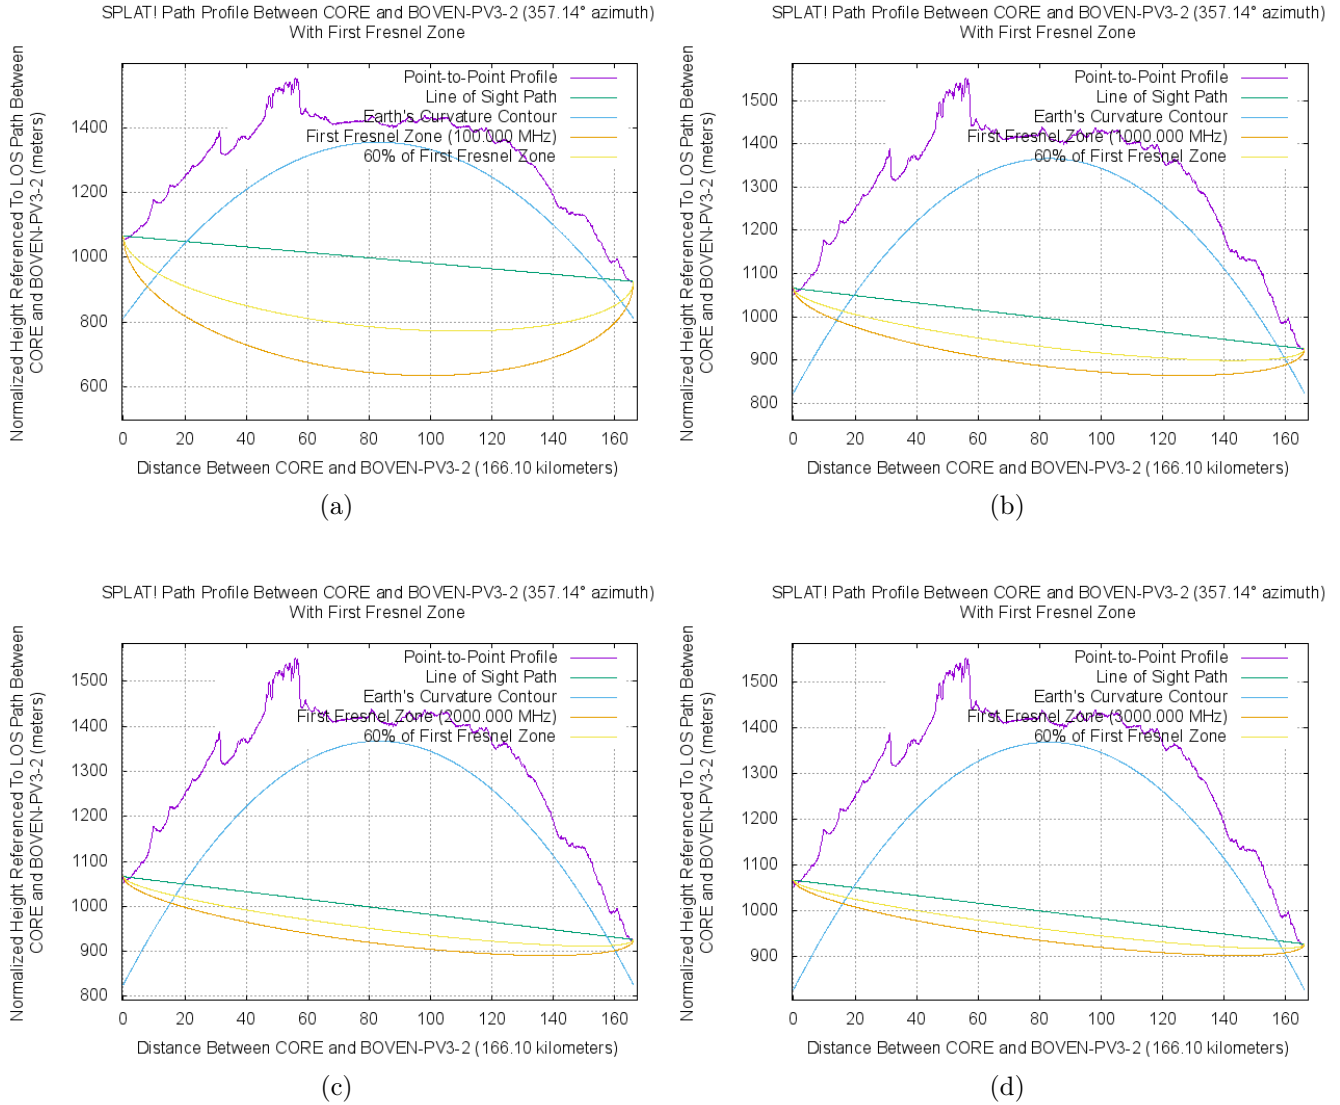 SPLAT! Path Profile Between CORE and BOVEN-PV3-2 (357.14° azimuth)
With First Fresnel Zone
Normalized Height Referenced To LOS Path Between
CORE and BOVEN-PV3-2 (meters)
Point-to-Point Profile
Line of Sight Path
Earth's Curvature Contour
First Fresnel Zone (100.000 MHz)
60% of First Fresnel Zone
1400
1200
1000
800
600
0 20 40 60 80 100 120 140 160
Distance Between CORE and BOVEN-PV3-2 (166.10 kilometers)
(a)
SPLAT! Path Profile Between CORE and BOVEN-PV3-2 (357.14° azimuth)
With First Fresnel Zone
Normalized Height Referenced To LOS Path Between
CORE and BOVEN-PV3-2 (meters)
Point-to-Point Profile
Line of Sight Path
Earth's Curvature Contour
First Fresnel Zone (1000.000 MHz)
60% of First Fresnel Zone
1500
1400
1300
1200
1100
1000
900
800
0 20 40 60 80 100 120 140 160
Distance Between CORE and BOVEN-PV3-2 (166.10 kilometers)
(b)
SPLAT! Path Profile Between CORE and BOVEN-PV3-2 (357.14° azimuth)
With First Fresnel Zone
Normalized Height Referenced To LOS Path Between
CORE and BOVEN-PV3-2 (meters)
Point-to-Point Profile
Line of Sight Path
Earth's Curvature Contour
First Fresnel Zone (2000.000 MHz)
60% of First Fresnel Zone
1500
1400
1300
1200
1100
1000
900
800
0 20 40 60 80 100 120 140 160
Distance Between CORE and BOVEN-PV3-2 (166.10 kilometers)
(c)
SPLAT! Path Profile Between CORE and BOVEN-PV3-2 (357.14° azimuth)
With First Fresnel Zone
Normalized Height Referenced To LOS Path Between
CORE and BOVEN-PV3-2 (meters)
Point-to-Point Profile
Line of Sight Path
Earth's Curvature Contour
First Fresnel Zone (3000.000 MHz)
60% of First Fresnel Zone
1500
1400
1300
1200
1100
1000
900
0 20 40 60 80 100 120 140 160
Distance Between CORE and BOVEN-PV3-2 (166.10 kilometers)
(d)